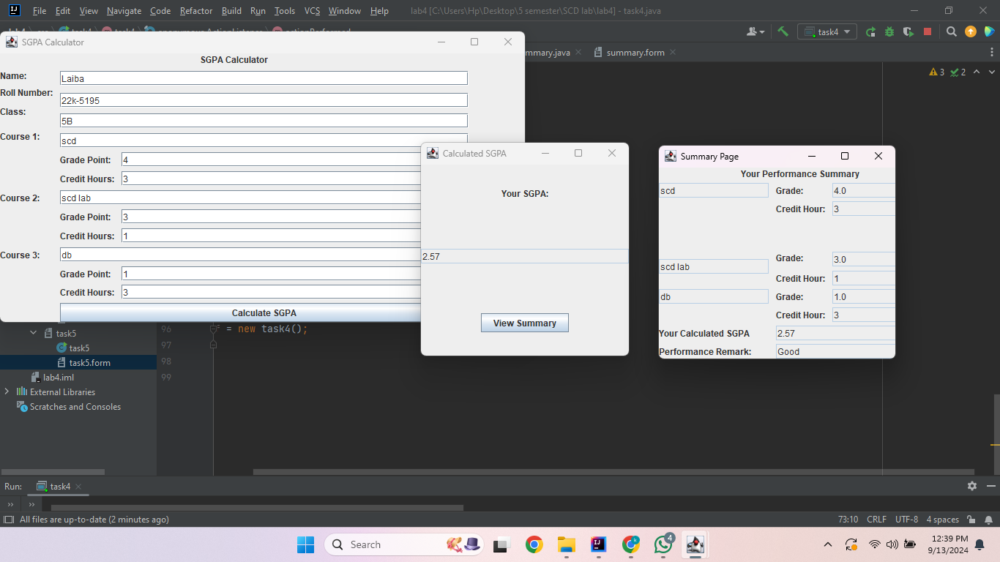 File Edit View Navigate Code Refactor Build Run Tools VCS Window Help lab4 [C:\Users\Hp\Desktop\5 semester\SCD lab\lab4] - task4.java
task4
mmary.java summary.form
3 2
SGPA Calculator
SGPA Calculator
Name: Laiba
Roll Number: 22k-5195
Class: 5B
Course 1: scd
Grade Point: 4
Credit Hours: 3
Course 2: scd lab
Grade Point: 3
Credit Hours: 1
Course 3: db
Grade Point: 1
Credit Hours: 3
Calculate SGPA
Calculated SGPA
Your SGPA:
2.57
View Summary
Summary Page
Your Performance Summary
scd Grade: 4.0
Credit Hour: 3
scd lab Grade: 3.0
Credit Hour: 1
db Grade: 1.0
Credit Hour: 3
Your Calculated SGPA 2.57
Performance Remark: Good
96 = new task4();
97
98
99
task5
task5
task5.form
lab4.iml
External Libraries
Scratches and Consoles
Run: task4
All files are up-to-date (2 minutes ago) 73:10 CRLF UTF-8 4 spaces
Search 4 12:39 PM
9/13/2024